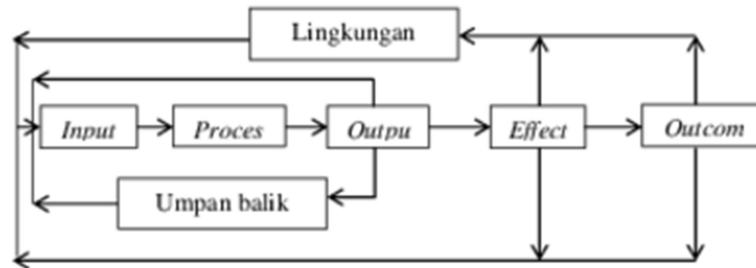 Lingkungan
Input
Proces
Outpu
Effect
Outcom
Umpan balik